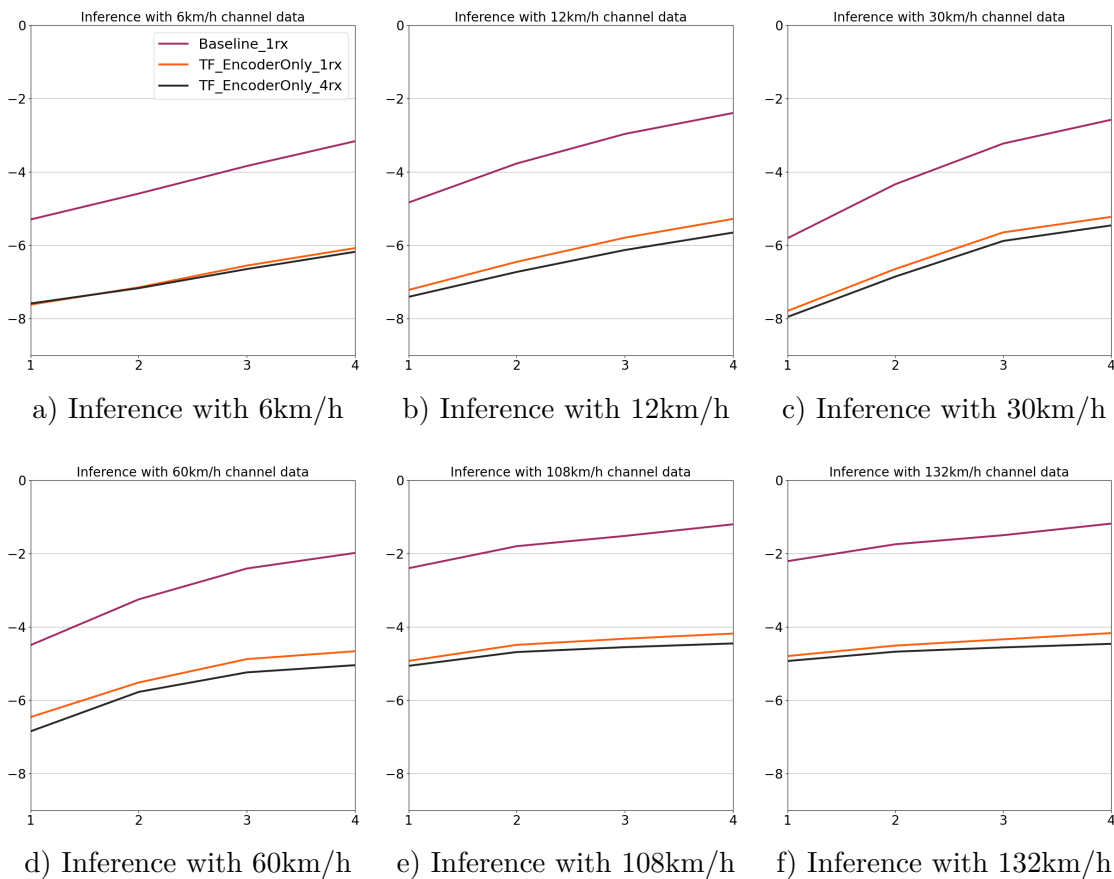 Inference with 6km/h channel data
0
−2
−4
−6
−8
1 2 3 4
Baseline_1rx
TF_EncoderOnly_1rx
TF_EncoderOnly_4rx
a) Inference with 6km/h
Inference with 12km/h channel data
0
−2
−4
−6
−8
1 2 3 4
b) Inference with 12km/h
Inference with 30km/h channel data
0
−2
−4
−6
−8
1 2 3 4
c) Inference with 30km/h
Inference with 60km/h channel data
0
−2
−4
−6
−8
1 2 3 4
d) Inference with 60km/h
Inference with 108km/h channel data
0
−2
−4
−6
−8
1 2 3 4
e) Inference with 108km/h
Inference with 132km/h channel data
0
−2
−4
−6
−8
1 2 3 4
f) Inference with 132km/h